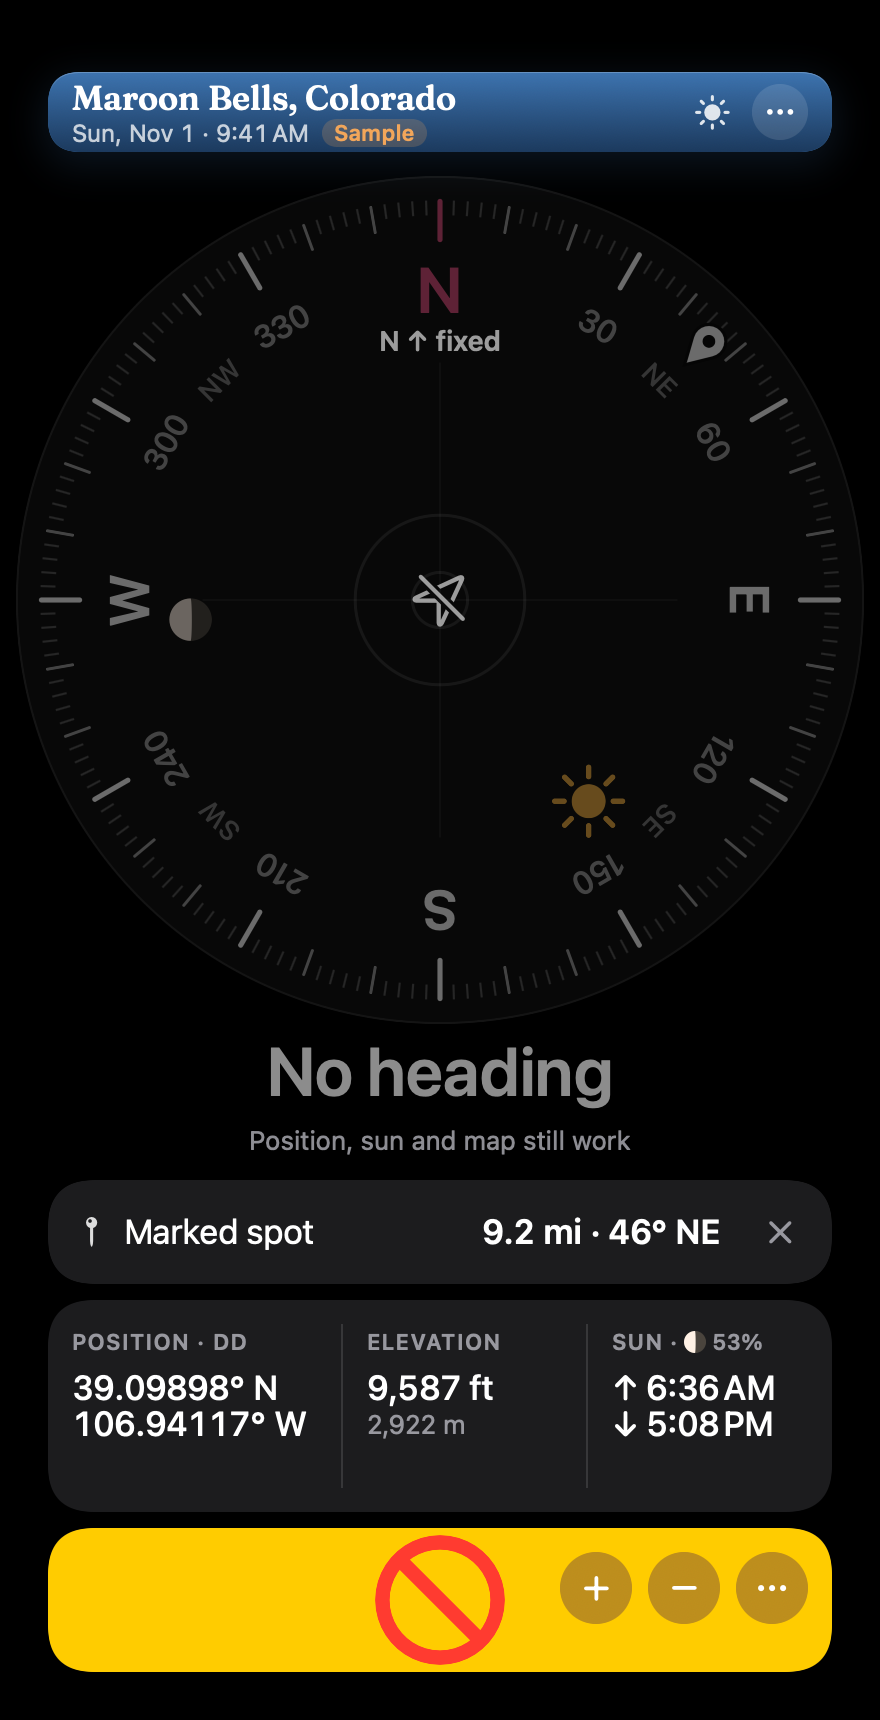 Maroon Bells, Colorado
Sun, Nov 1 · 9:41 AM Sample
N
N ↑ fixed
330
30
NW
NE
300
60
W
E
240
120
SW
SE
210
150
S
No heading
Position, sun and map still work
Marked spot 9.2 mi · 46° NE
POSITION · DD
39.09898° N
106.94117° W
ELEVATION
9,587 ft
2,922 m
SUN · 53%
↑ 6:36 AM
↓ 5:08 PM